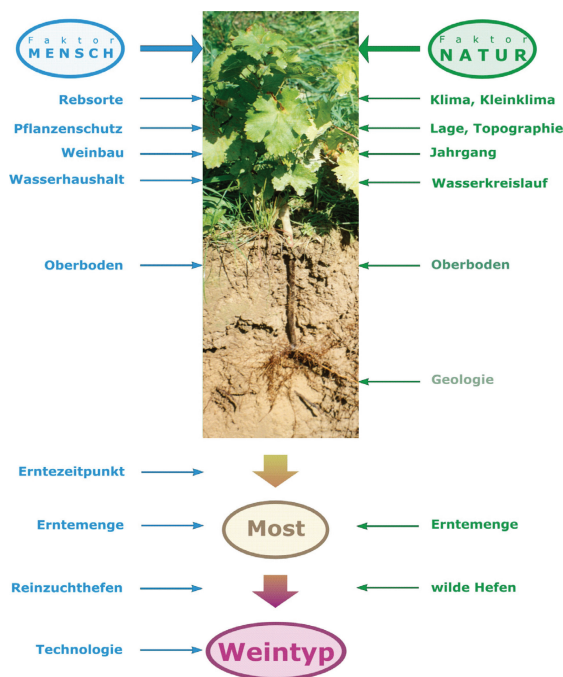 Faktor
MENSCH
Faktor
NATUR
Rebsorte
Klima, Kleinklima
Pflanzenschutz
Lage, Topographie
Weinbau
Jahrgang
Wasserhaushalt
Wasserkreislauf
Oberboden
Oberboden
Geologie
Erntezeitpunkt
Erntemenge
Most
Erntemenge
Reinzuchthefen
wilde Hefen
Technologie
Weintyp